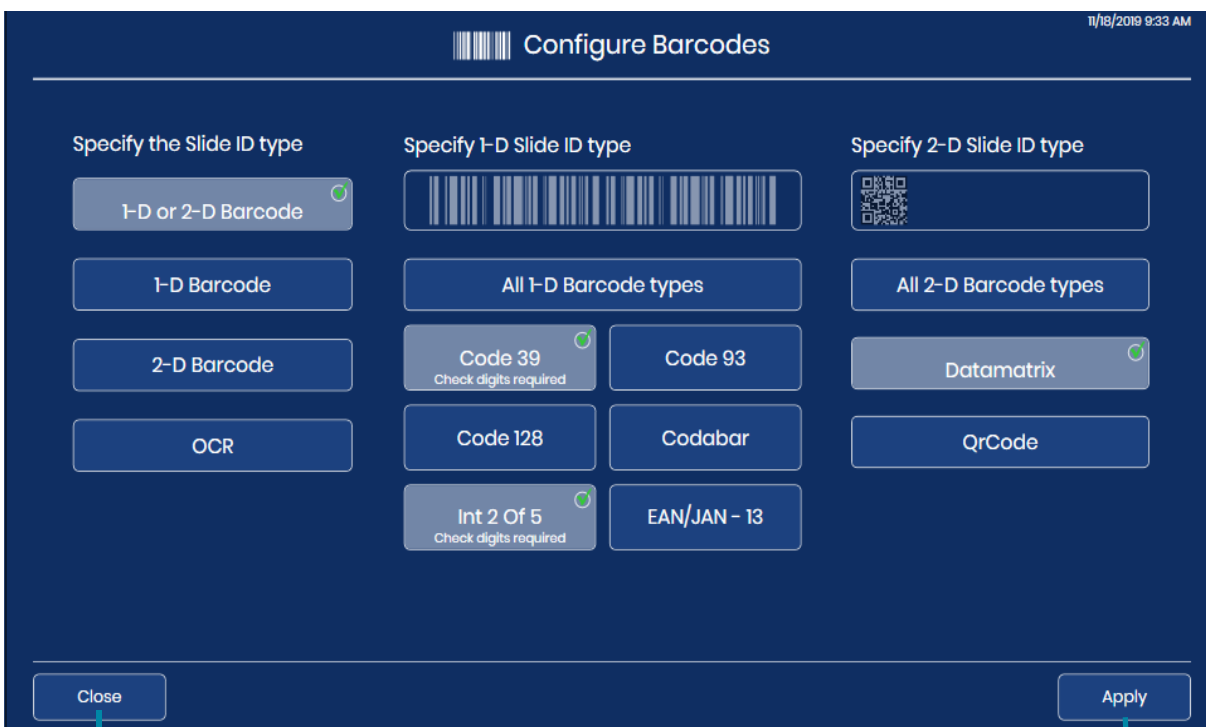 11/18/2019 9:33 AM
Configure Barcodes
Specify the Slide ID type
1-D or 2-D Barcode
1-D Barcode
2-D Barcode
OCR
Specify 1-D Slide ID type
All 1-D Barcode types
Code 39
Check digits required
Code 93
Code 128
Codabar
Int 2 Of 5
Check digits required
EAN/JAN - 13
Specify 2-D Slide ID type
All 2-D Barcode types
Datamatrix
QrCode
Close
Apply